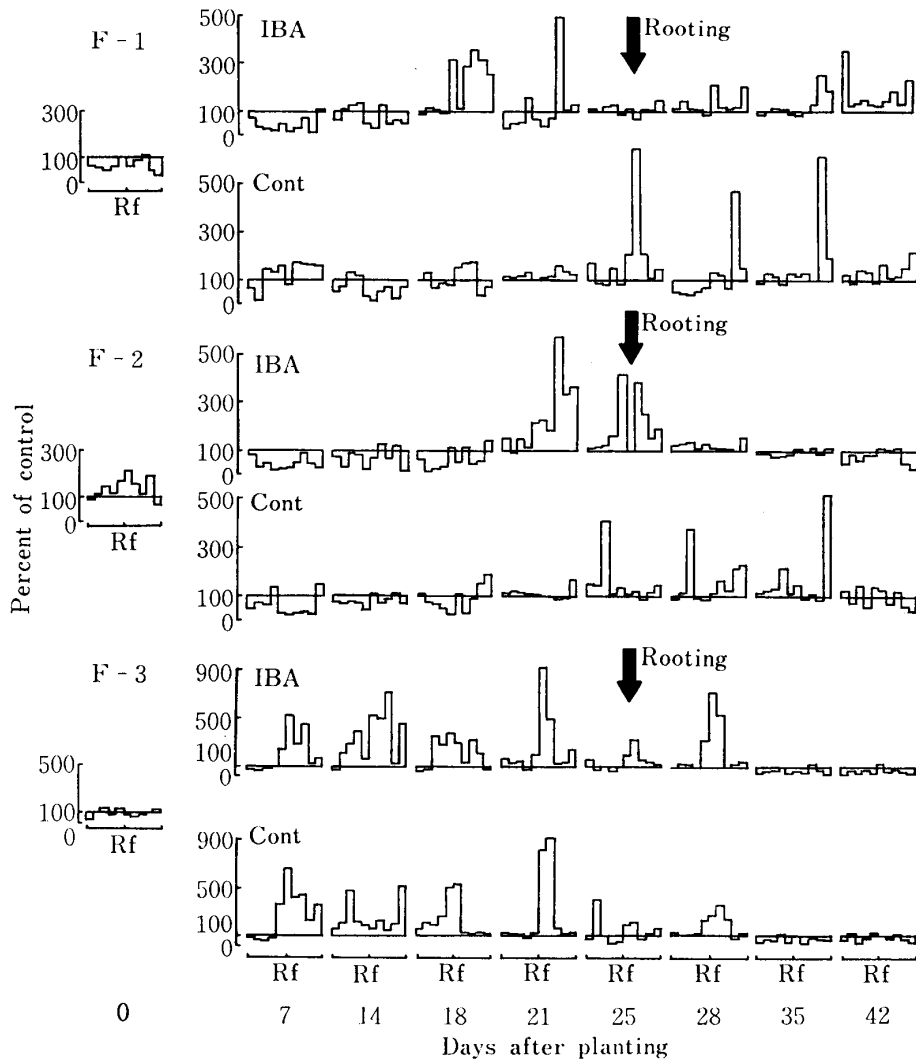 F - 1
IBA
Rooting
500
300
100
0
300
100
0
Rf
Cont
500
300
100
0
F - 2
IBA
Rooting
500
300
100
0
300
100
0
Rf
Cont
500
300
100
0
Percent of control
F - 3
IBA
Rooting
900
500
100
0
500
100
0
Rf
Cont
900
500
100
0
Rf Rf Rf Rf Rf Rf Rf Rf
0 7 14 18 21 25 28 35 42
Days after planting